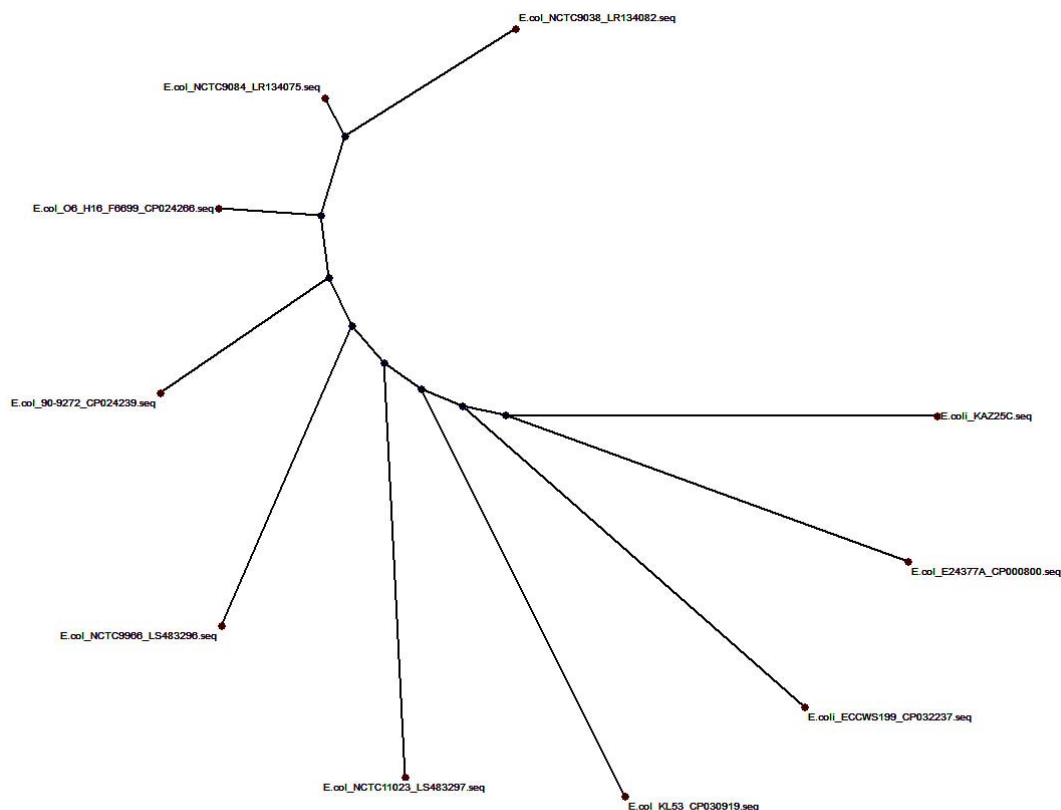 E.col_NCTC9038_LR134082.seq
E.col_NCTC9084_LR134075.seq
E.col_O6_H16_F6699_CP024266.seq
E.col_90-9272_CP024239.seq
E.coli_KAZ25C.seq
E.col_E24377A_CP000800.seq
E.col_NCTC9966_LS483296.seq
E.coli_ECCWS199_CP032237.seq
E.col_NCTC11023_LS483297.seq
E.col_KL53_CP030919.seq